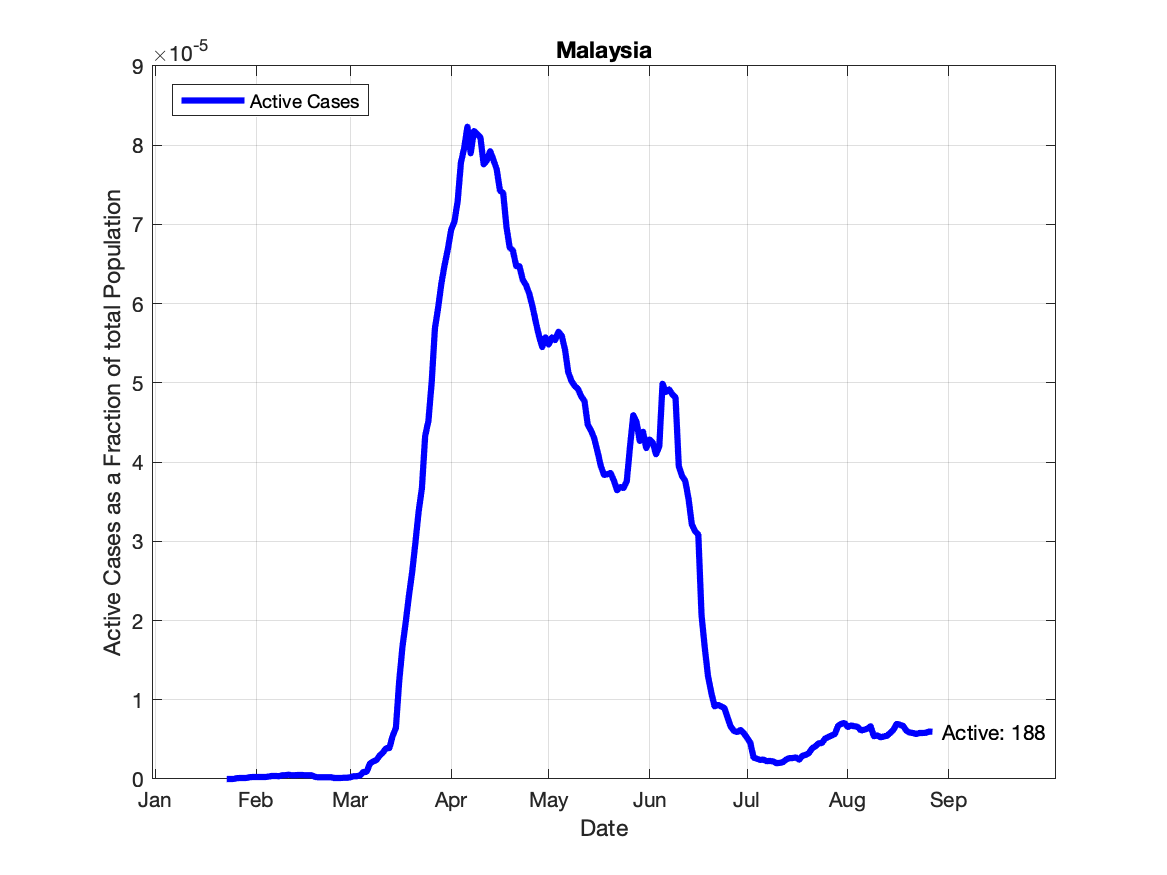 Malaysia
×10-5
9
8
7
6
5
4
3
2
1
0
Active Cases
Active: 188
Jan Feb Mar Apr May Jun Jul Aug Sep
Date
Active Cases as a Fraction of total Population